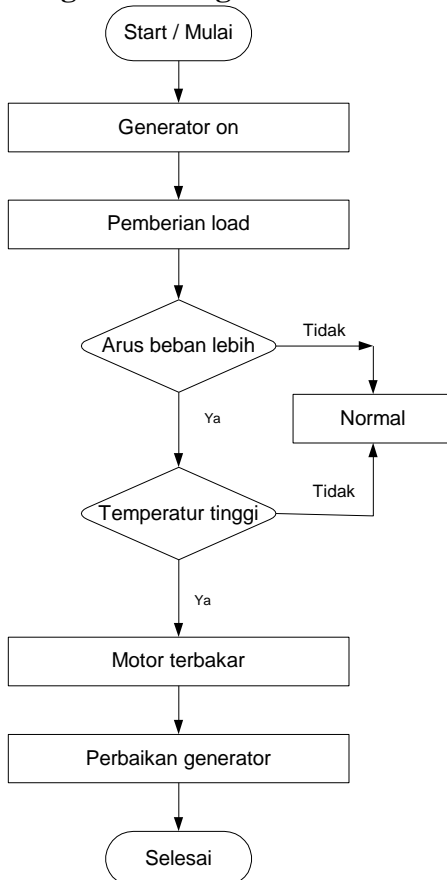 Start / Mulai
Generator on
Pemberian load
Arus beban lebih
Tidak
Ya
Normal
Temperatur tinggi
Tidak
Ya
Motor terbakar
Perbaikan generator
Selesai